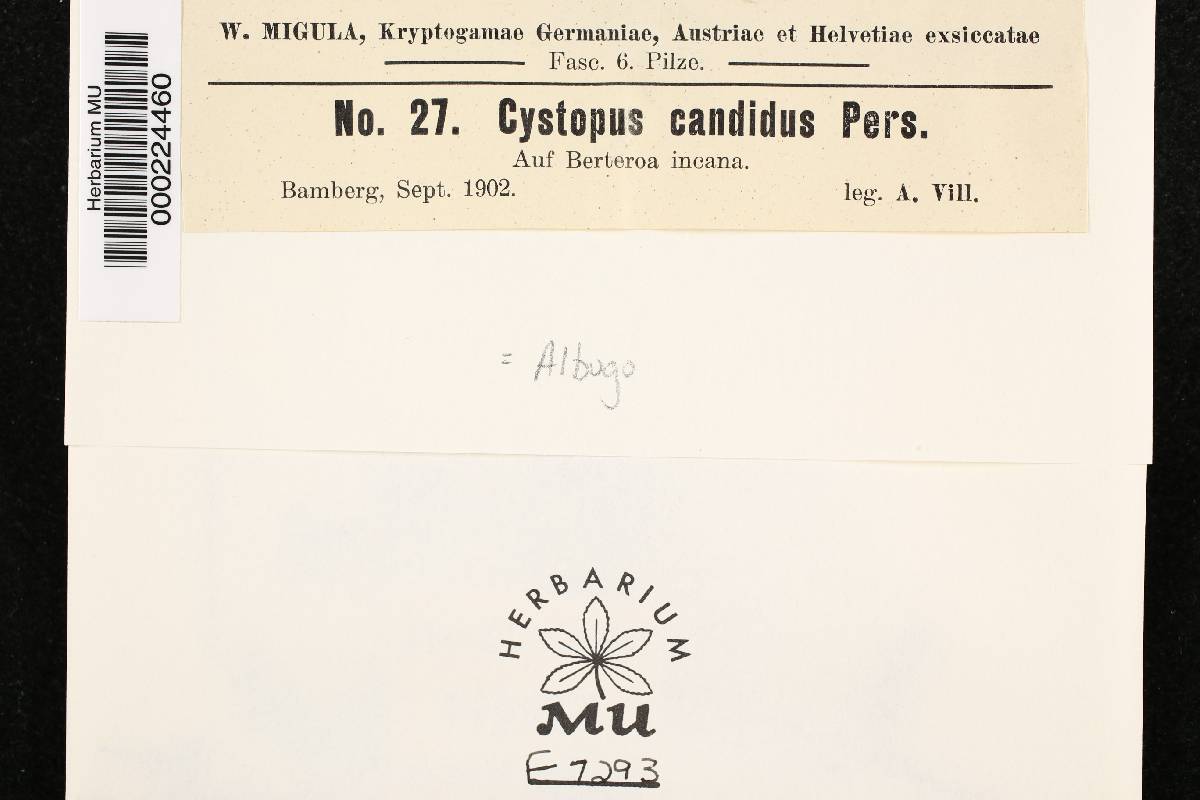 W. MIGULA, Kryptogamae Germaniae, Austriae et Helvetiae exsiccatae
Fasc. 6. Pilze.
No. 27. Cystopus candidus Pers.
Auf Berteroa incana.
Bamberg, Sept. 1902. leg. A. Vill.
Herbarium MU
000224460
= Albugo
HERBARIUM
MU
E 7293